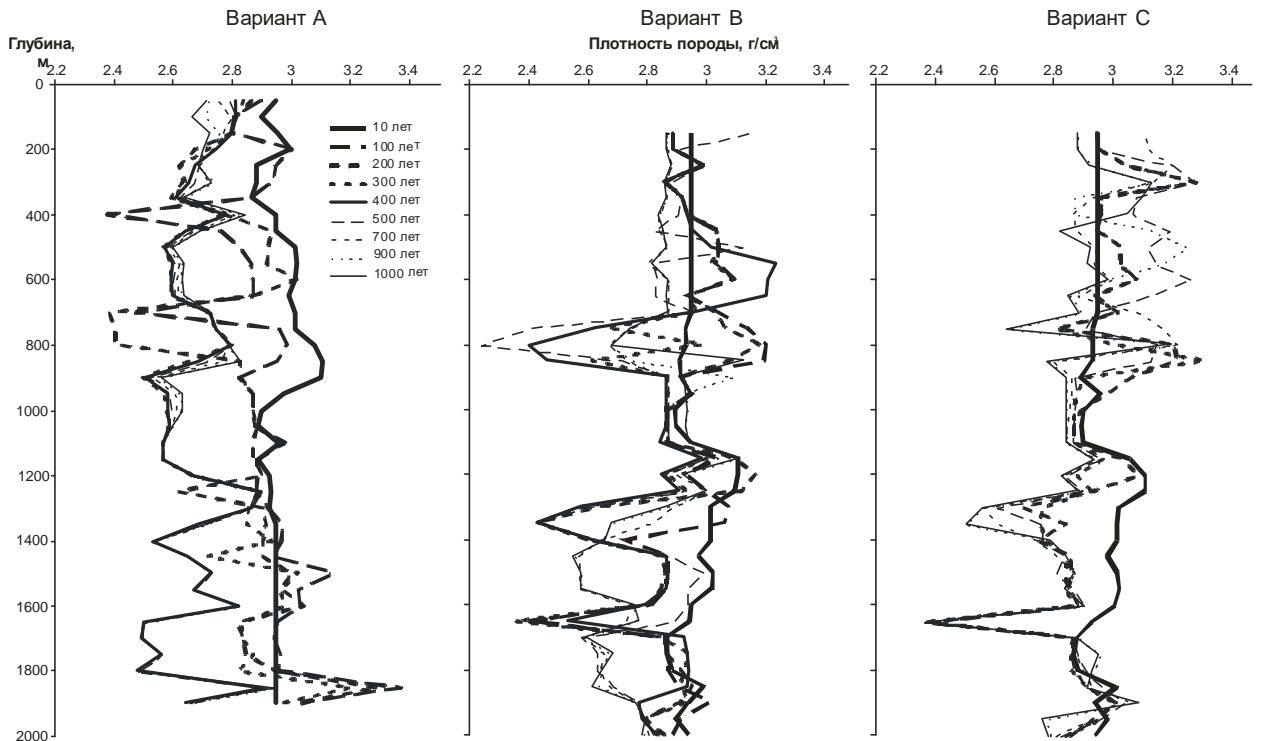 Вариант А Вариант В Вариант С
Глубина, Плотность породы, г/см³
м
2.2 2.4 2.6 2.8 3 3.2 3.4 2.2 2.4 2.6 2.8 3 3.2 3.4 2.2 2.4 2.6 2.8 3 3.2 3.4
0
10 лет
100 лет
200
200 лет
300 лет
400 лет
400
500 лет
700 лет
900 лет
1000 лет
600
800
1000
1200
1400
1600
1800
2000